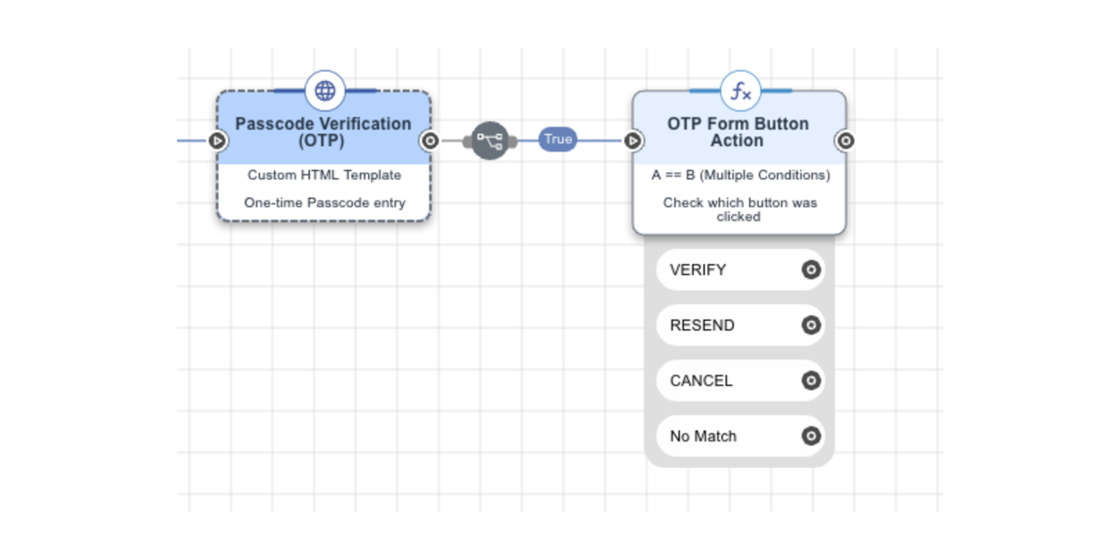 Passcode Verification
(OTP)
Custom HTML Template
One-time Passcode entry
True
fx
OTP Form Button
Action
A == B (Multiple Conditions)
Check which button was
clicked
VERIFY
RESEND
CANCEL
No Match